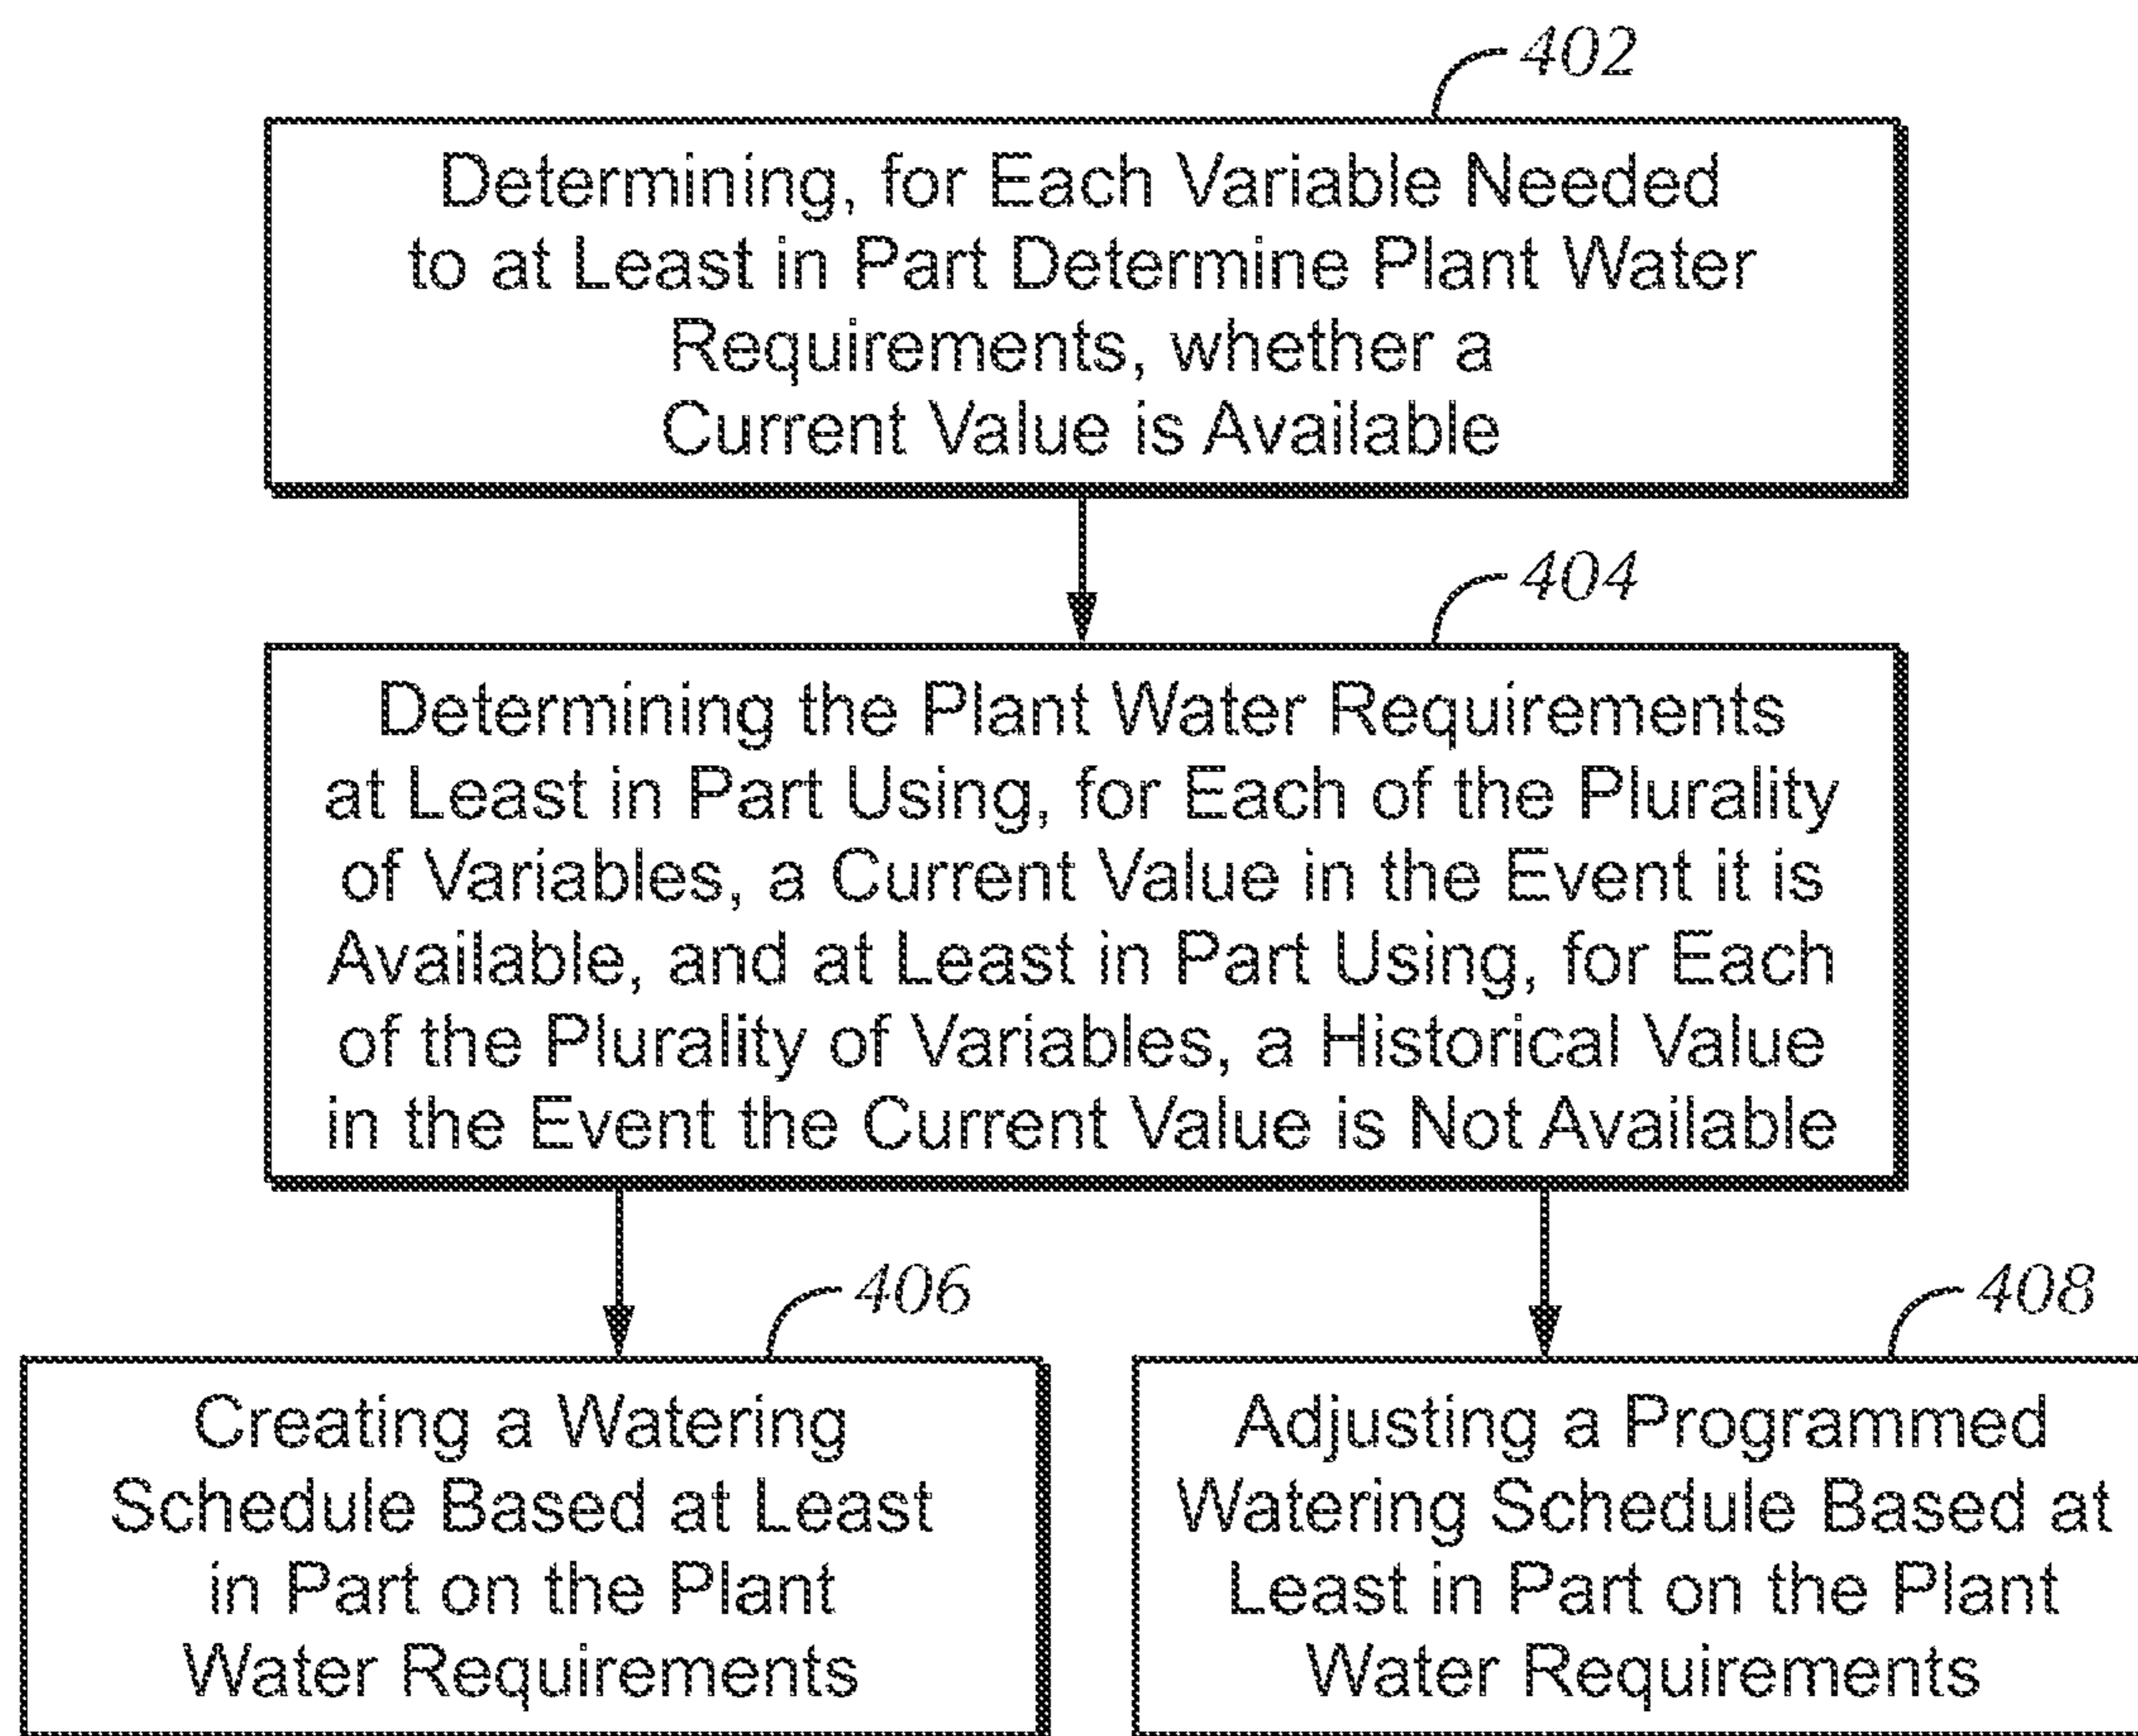 402
Determining, for Each Variable Needed
to at Least in Part Determine Plant Water
Requirements, whether a
Current Value is Available
404
Determining the Plant Water Requirements
at Least in Part Using, for Each of the Plurality
of Variables, a Current Value in the Event it is
Available, and at Least in Part Using, for Each
of the Plurality of Variables, a Historical Value
in the Event the Current Value is Not Available
406
Creating a Watering
Schedule Based at Least
in Part on the Plant
Water Requirements
408
Adjusting a Programmed
Watering Schedule Based at
Least in Part on the Plant
Water Requirements